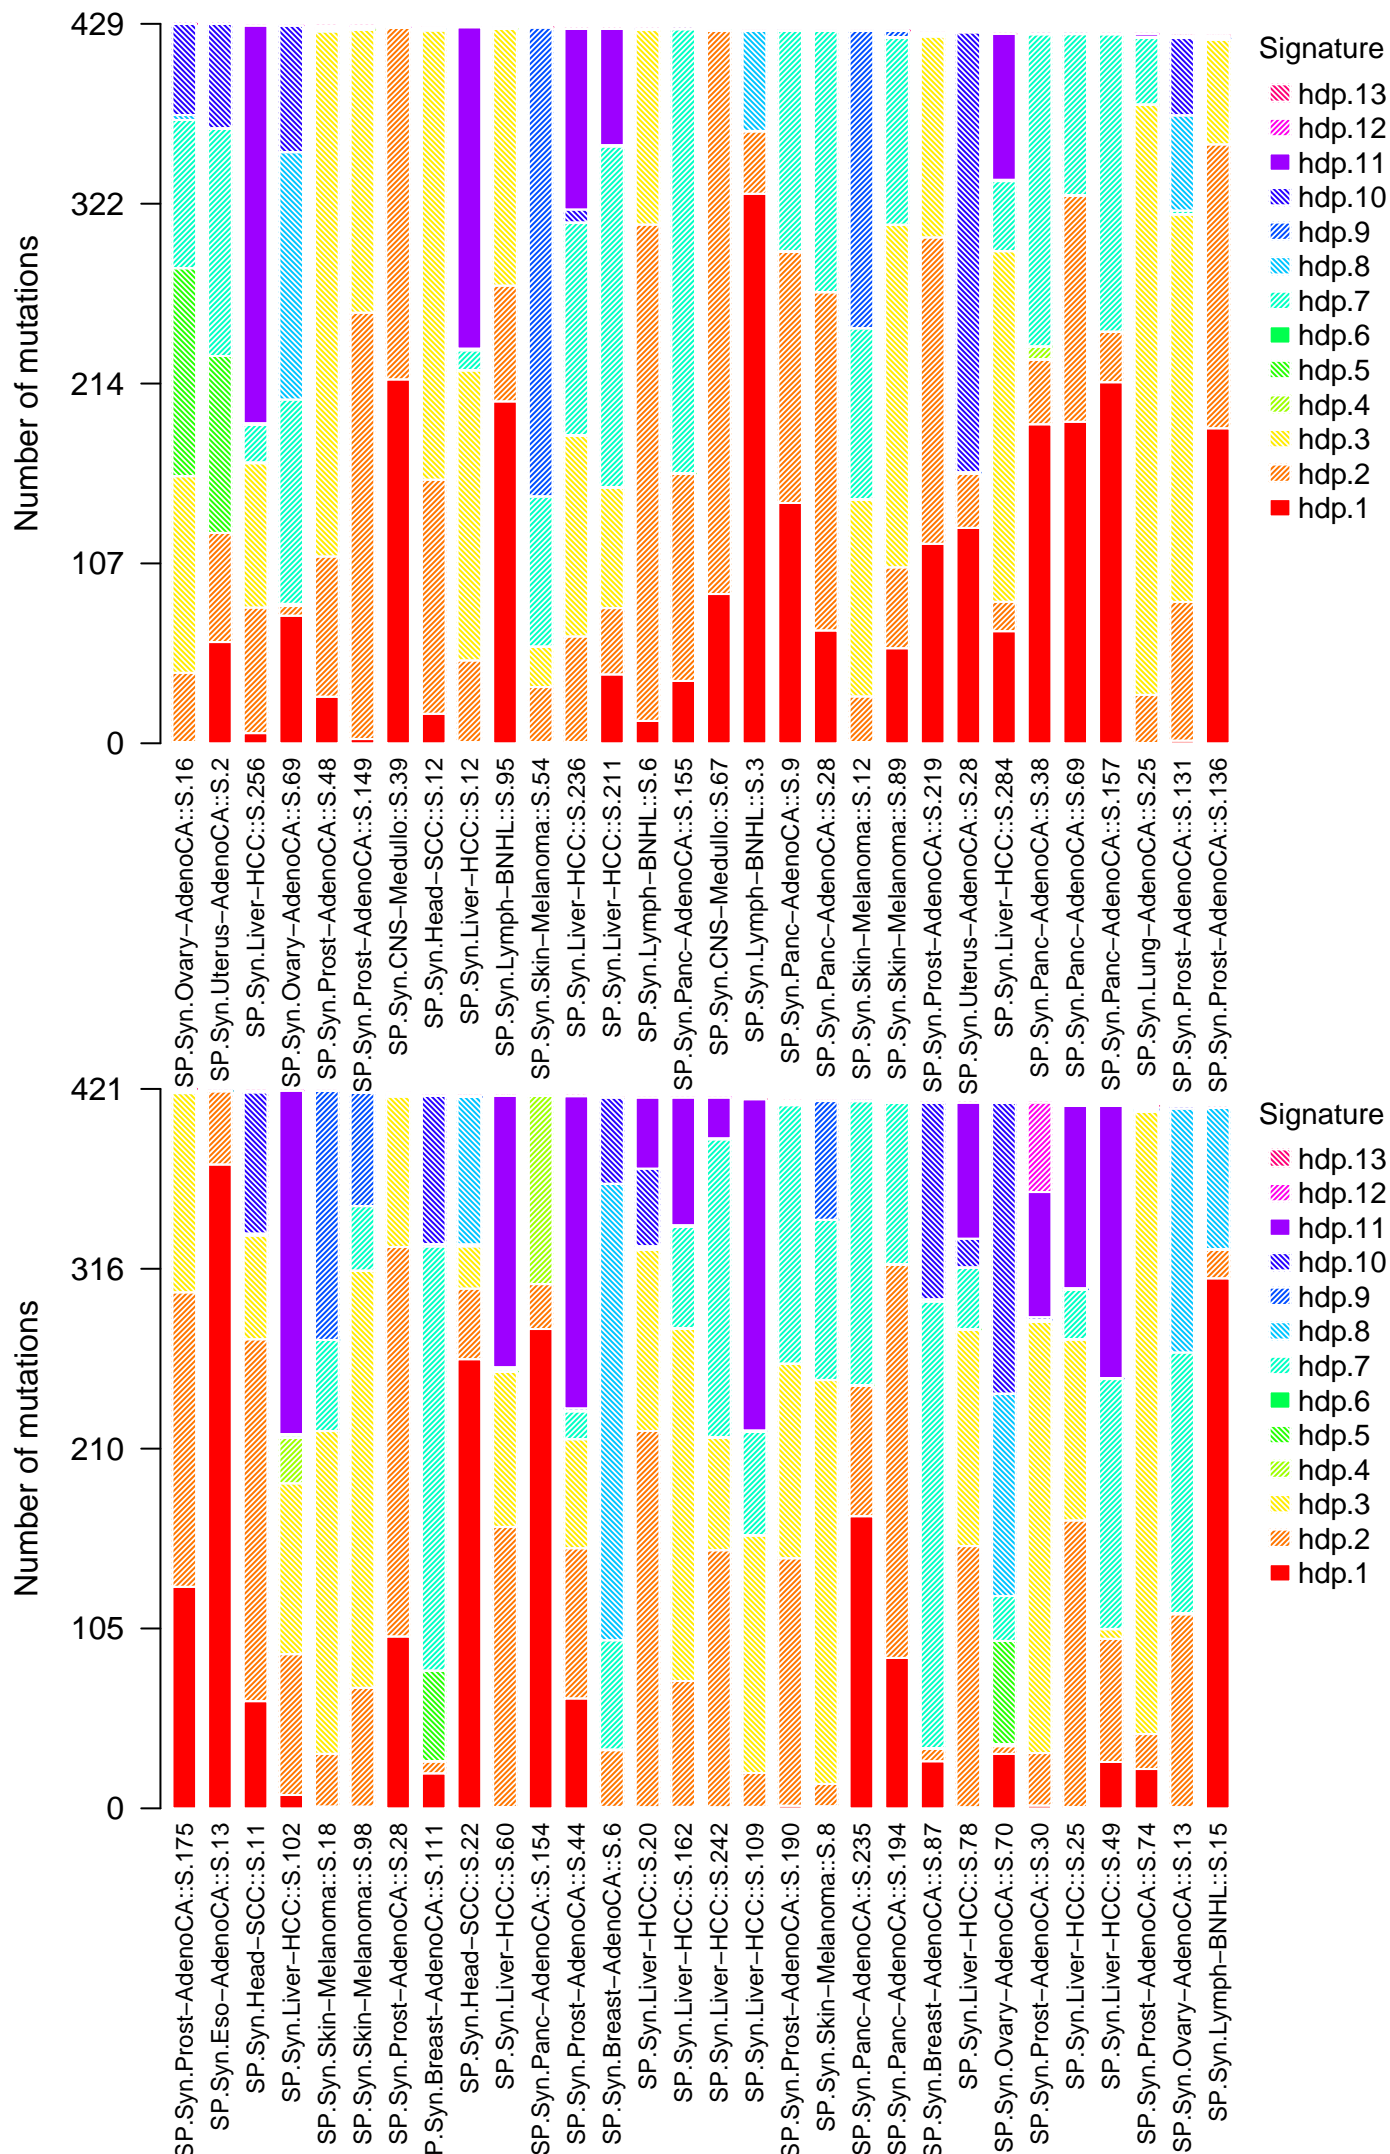 Number of mutations
429
322
214
107
0
Signature
hdp.13
hdp.12
hdp.11
hdp.10
hdp.9
hdp.8
hdp.7
hdp.6
hdp.5
hdp.4
hdp.3
hdp.2
hdp.1
SP.Syn.Ovary−AdenoCA::S.16
SP.Syn.Uterus−AdenoCA::S.2
SP.Syn.Liver−HCC::S.256
SP.Syn.Ovary−AdenoCA::S.69
SP.Syn.Prost−AdenoCA::S.48
SP.Syn.Prost−AdenoCA::S.149
SP.Syn.CNS−Medullo::S.39
SP.Syn.Head−SCC::S.12
SP.Syn.Liver−HCC::S.12
SP.Syn.Lymph−BNHL::S.95
SP.Syn.Skin−Melanoma::S.54
SP.Syn.Liver−HCC::S.236
SP.Syn.Liver−HCC::S.211
SP.Syn.Lymph−BNHL::S.6
SP.Syn.Panc−AdenoCA::S.155
SP.Syn.CNS−Medullo::S.67
SP.Syn.Lymph−BNHL::S.3
SP.Syn.Panc−AdenoCA::S.9
SP.Syn.Panc−AdenoCA::S.28
SP.Syn.Skin−Melanoma::S.12
SP.Syn.Skin−Melanoma::S.89
SP.Syn.Prost−AdenoCA::S.219
SP.Syn.Uterus−AdenoCA::S.28
SP.Syn.Liver−HCC::S.284
SP.Syn.Panc−AdenoCA::S.38
SP.Syn.Panc−AdenoCA::S.69
SP.Syn.Panc−AdenoCA::S.157
SP.Syn.Lung−AdenoCA::S.25
SP.Syn.Prost−AdenoCA::S.131
SP.Syn.Prost−AdenoCA::S.136
Number of mutations
421
316
210
105
0
Signature
hdp.13
hdp.12
hdp.11
hdp.10
hdp.9
hdp.8
hdp.7
hdp.6
hdp.5
hdp.4
hdp.3
hdp.2
hdp.1
SP.Syn.Prost−AdenoCA::S.175
SP.Syn.Eso−AdenoCA::S.13
SP.Syn.Head−SCC::S.11
SP.Syn.Liver−HCC::S.102
SP.Syn.Skin−Melanoma::S.18
SP.Syn.Skin−Melanoma::S.98
SP.Syn.Prost−AdenoCA::S.28
SP.Syn.Breast−AdenoCA::S.111
SP.Syn.Head−SCC::S.22
SP.Syn.Liver−HCC::S.60
SP.Syn.Panc−AdenoCA::S.154
SP.Syn.Prost−AdenoCA::S.44
SP.Syn.Breast−AdenoCA::S.6
SP.Syn.Liver−HCC::S.20
SP.Syn.Liver−HCC::S.162
SP.Syn.Liver−HCC::S.242
SP.Syn.Liver−HCC::S.109
SP.Syn.Prost−AdenoCA::S.190
SP.Syn.Skin−Melanoma::S.8
SP.Syn.Panc−AdenoCA::S.235
SP.Syn.Panc−AdenoCA::S.194
SP.Syn.Breast−AdenoCA::S.87
SP.Syn.Liver−HCC::S.78
SP.Syn.Ovary−AdenoCA::S.70
SP.Syn.Prost−AdenoCA::S.30
SP.Syn.Liver−HCC::S.25
SP.Syn.Liver−HCC::S.49
SP.Syn.Prost−AdenoCA::S.74
SP.Syn.Ovary−AdenoCA::S.13
SP.Syn.Lymph−BNHL::S.15